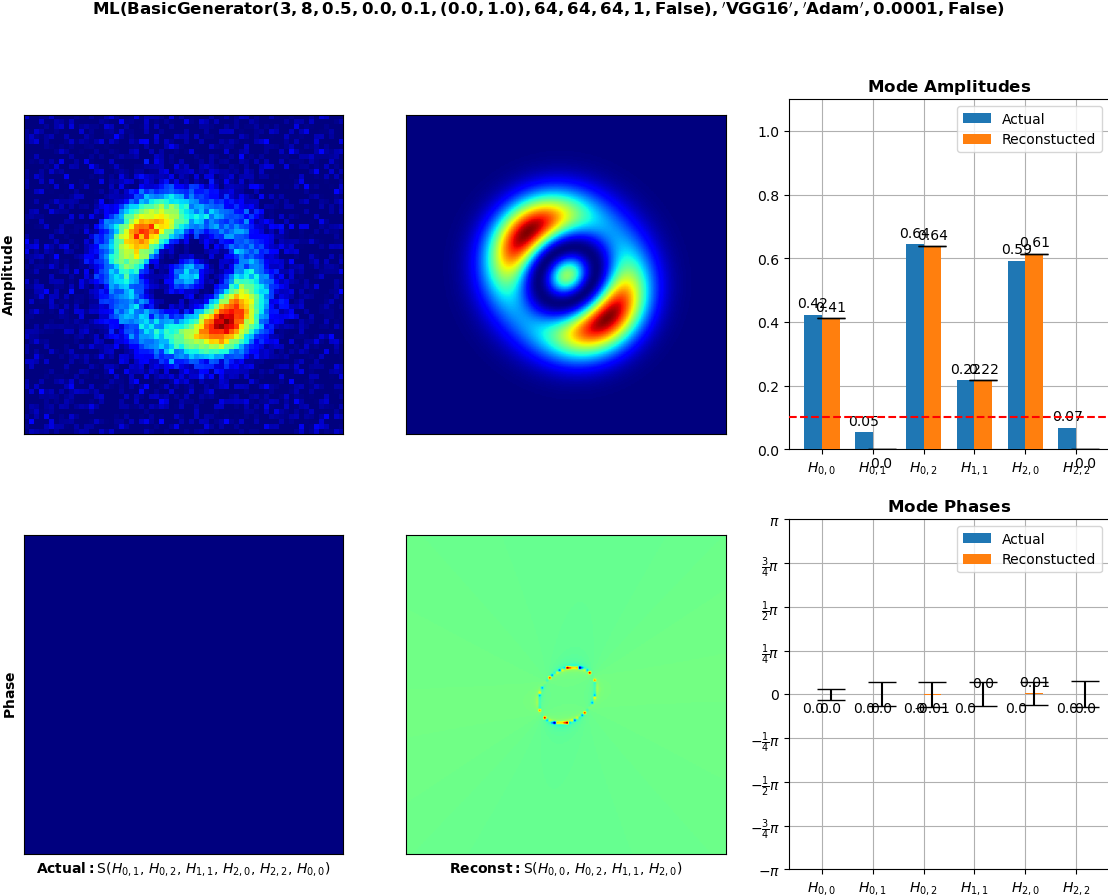 ML(BasicGenerator(3, 8, 0.5, 0.0, 0.1, (0.0, 1.0), 64, 64, 64, 1, False), 'VGG16', 'Adam', 0.0001, False)
Amplitude
Mode Amplitudes
Actual
Reconstucted
1.0
0.8
0.6
0.4
0.2
0.0
0.42
0.41
0.05
0.0
0.64
0.64
0.22
0.22
0.59
0.61
0.07
0.0
H0,0
H0,1
H0,2
H1,1
H2,0
H2,2
Phase
Actual: S(H0,1, H0,2, H1,1, H2,0, H2,2, H0,0)
Reconst: S(H0,0, H0,2, H1,1, H2,0)
Mode Phases
Actual
Reconstucted
π
3/4π
1/2π
1/4π
0
−1/4π
−1/2π
−3/4π
−π
0.0
0.0
0.0
0.0
-0.01
0.0
0.0
0.0
0.01
0.0
0.0
H0,0
H0,1
H0,2
H1,1
H2,0
H2,2